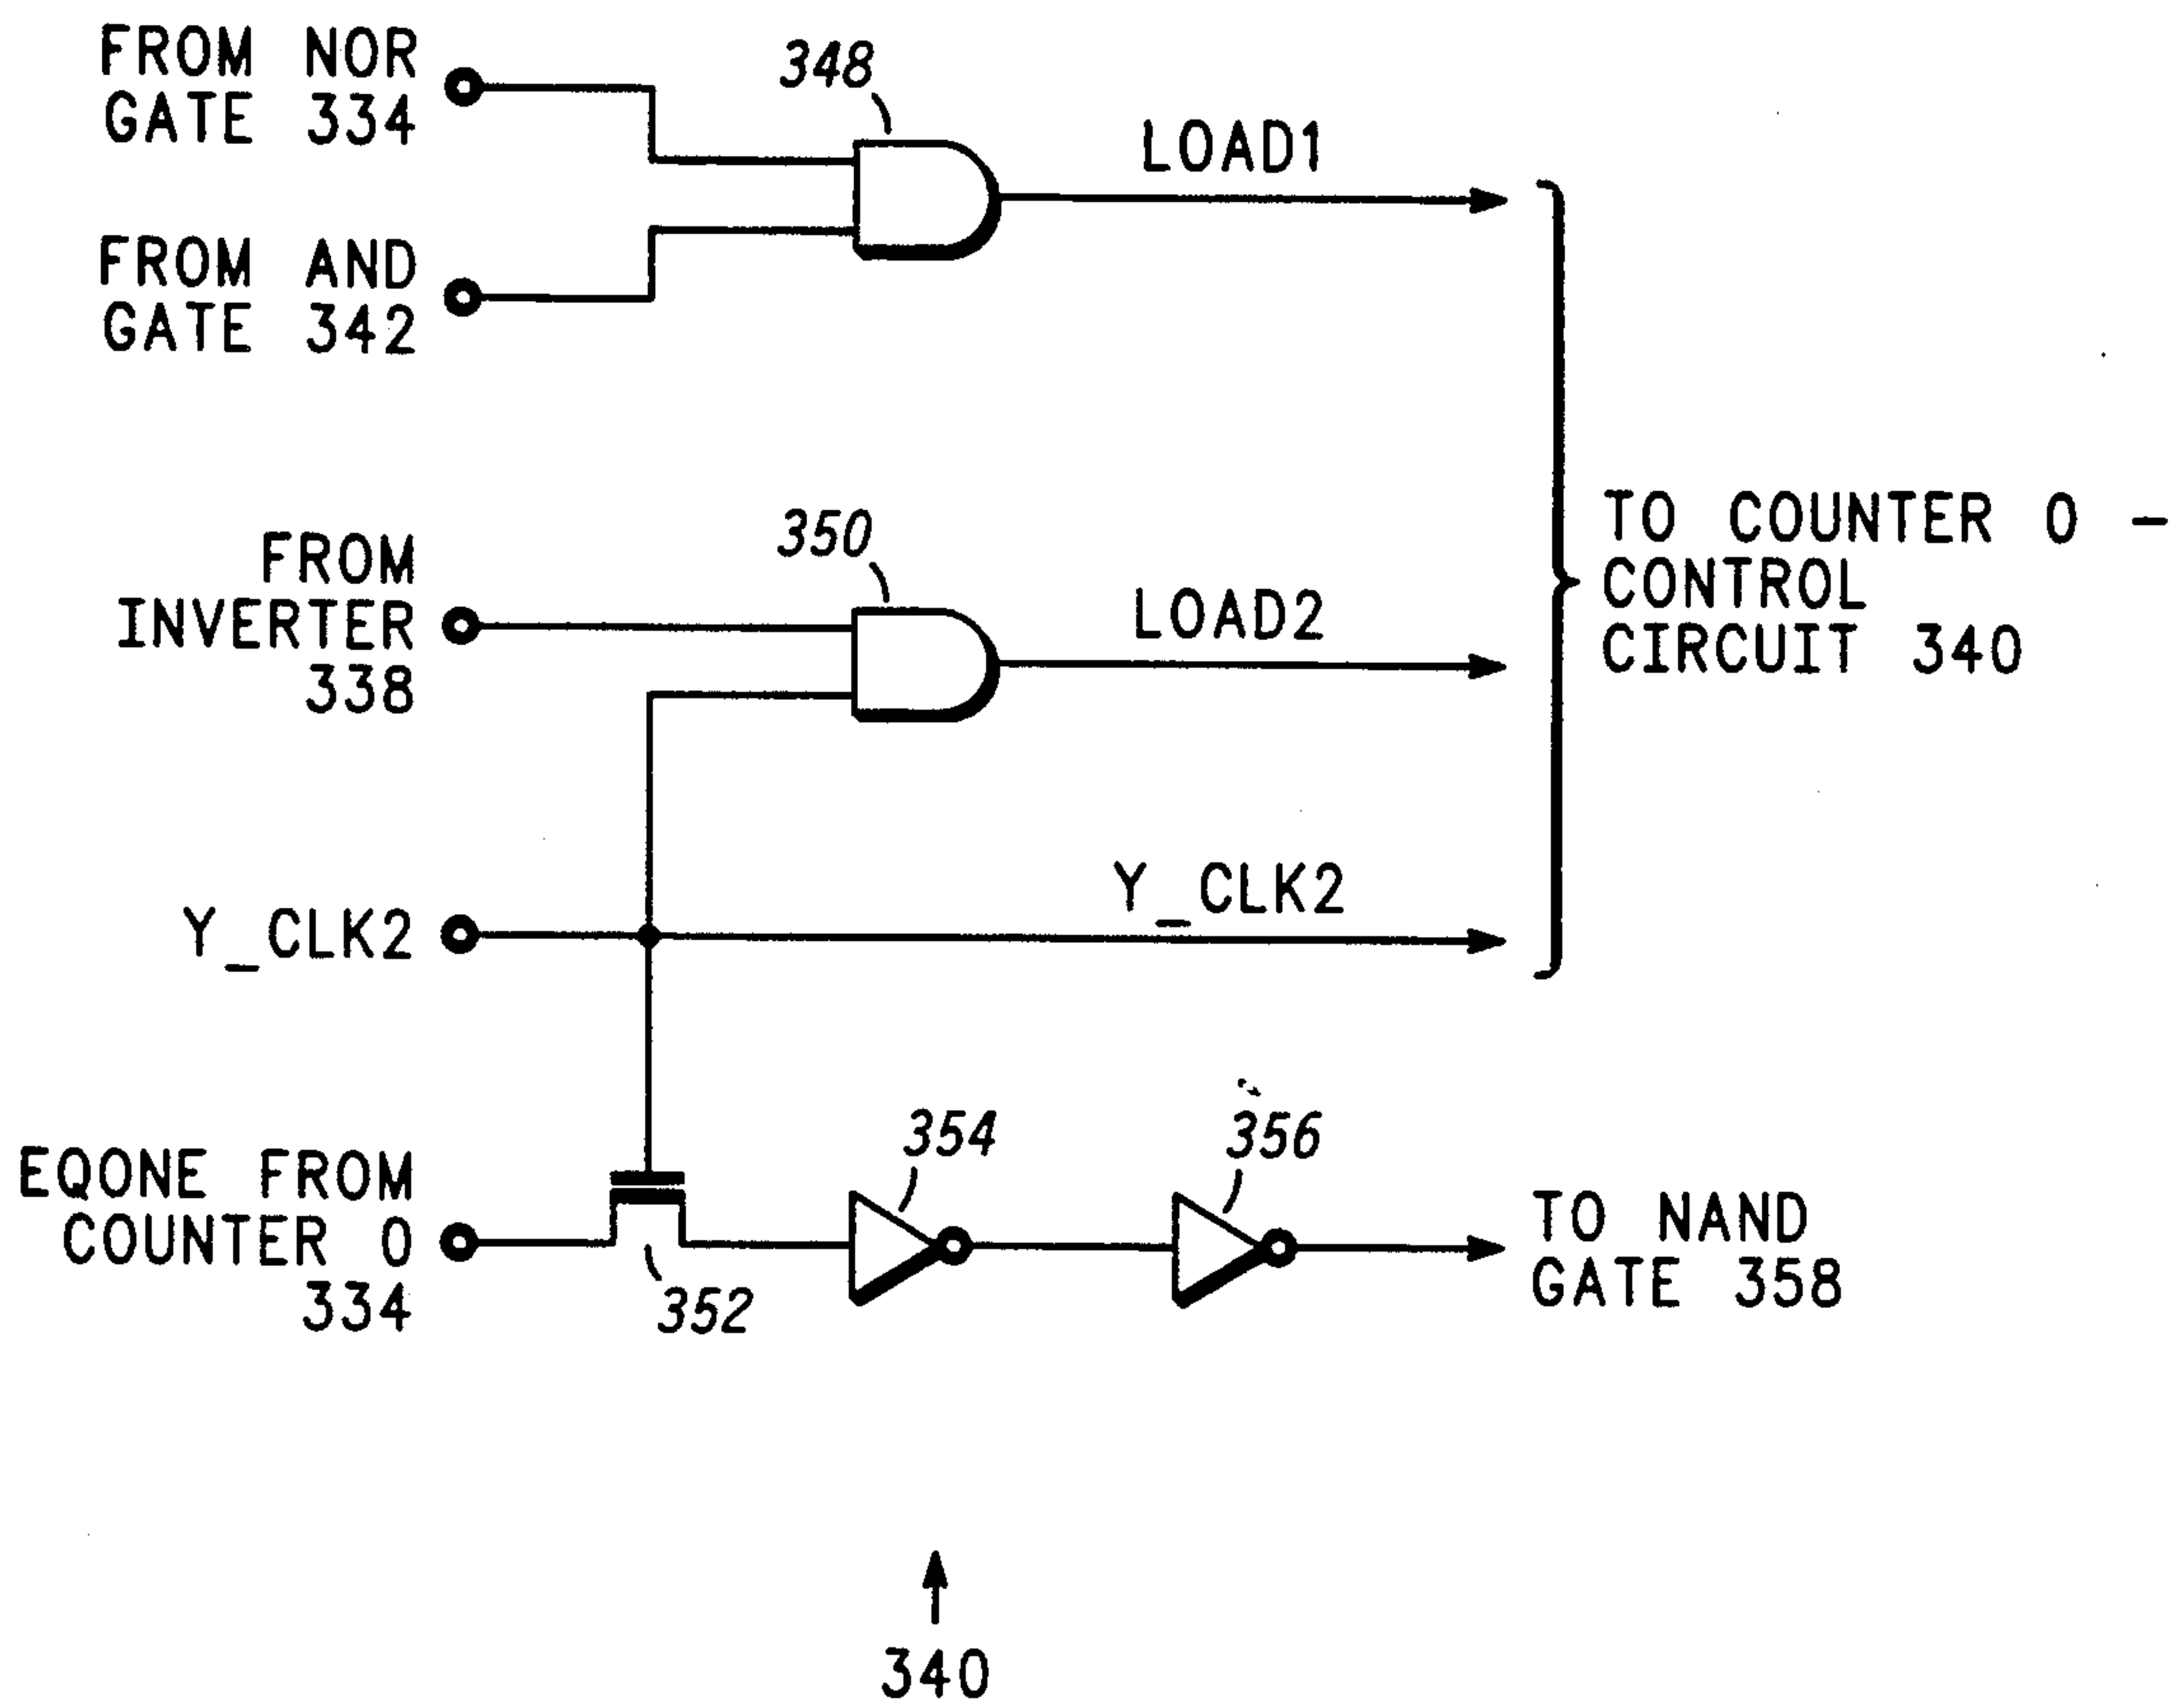 FROM NOR
GATE 334
348
LOAD1
FROM AND
GATE 342
FROM
INVERTER
338
350
LOAD2
TO COUNTER 0 -
CONTROL
CIRCUIT 340
Y_CLK2
Y_CLK2
EQONE FROM
COUNTER 0
334
352
354
356
TO NAND
GATE 358
340